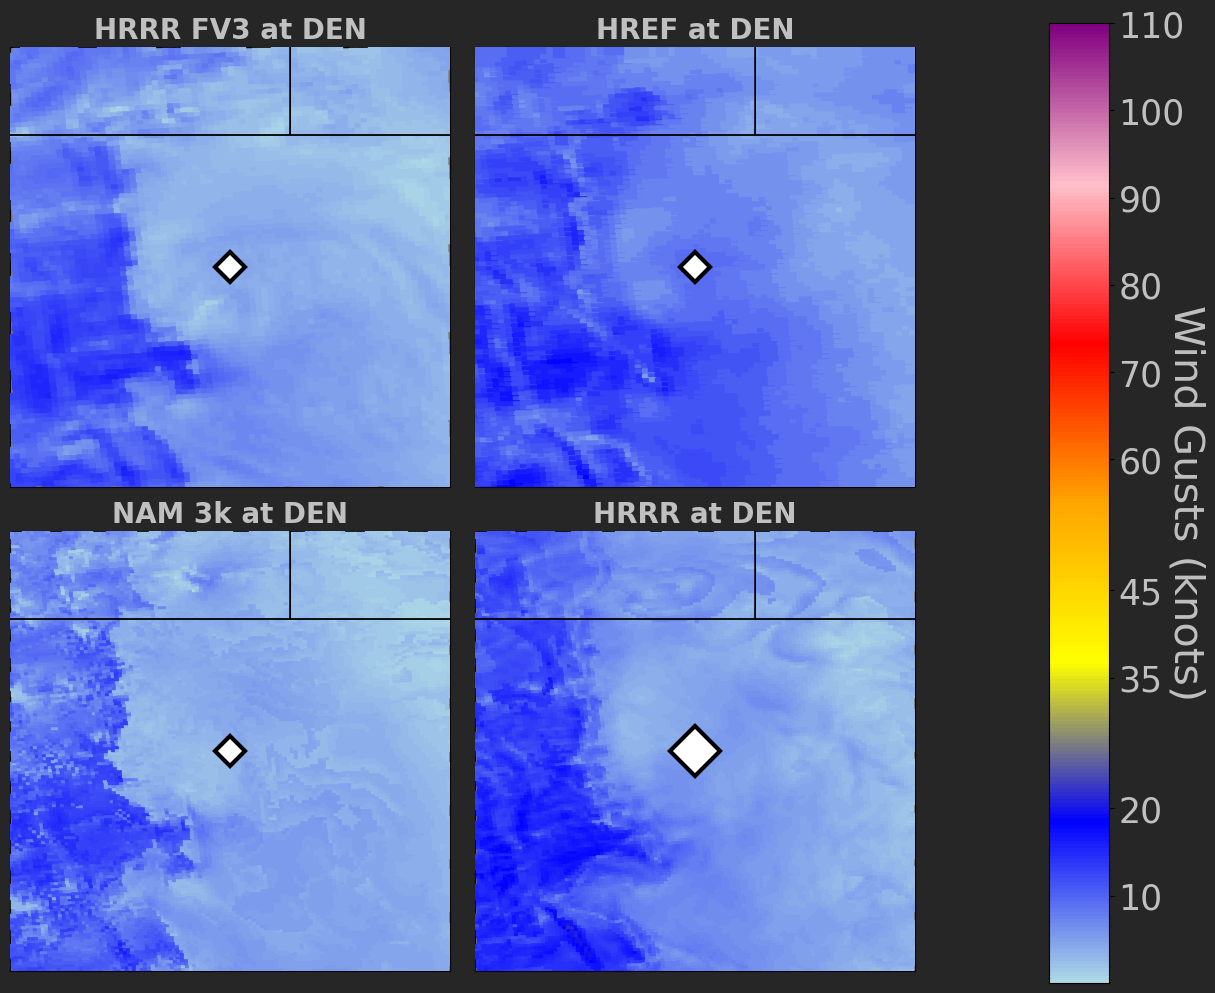 HRRR FV3 at DEN
HREF at DEN
NAM 3k at DEN
HRRR at DEN
110
100
90
80
70
60
45
35
20
10
Wind Gusts (knots)